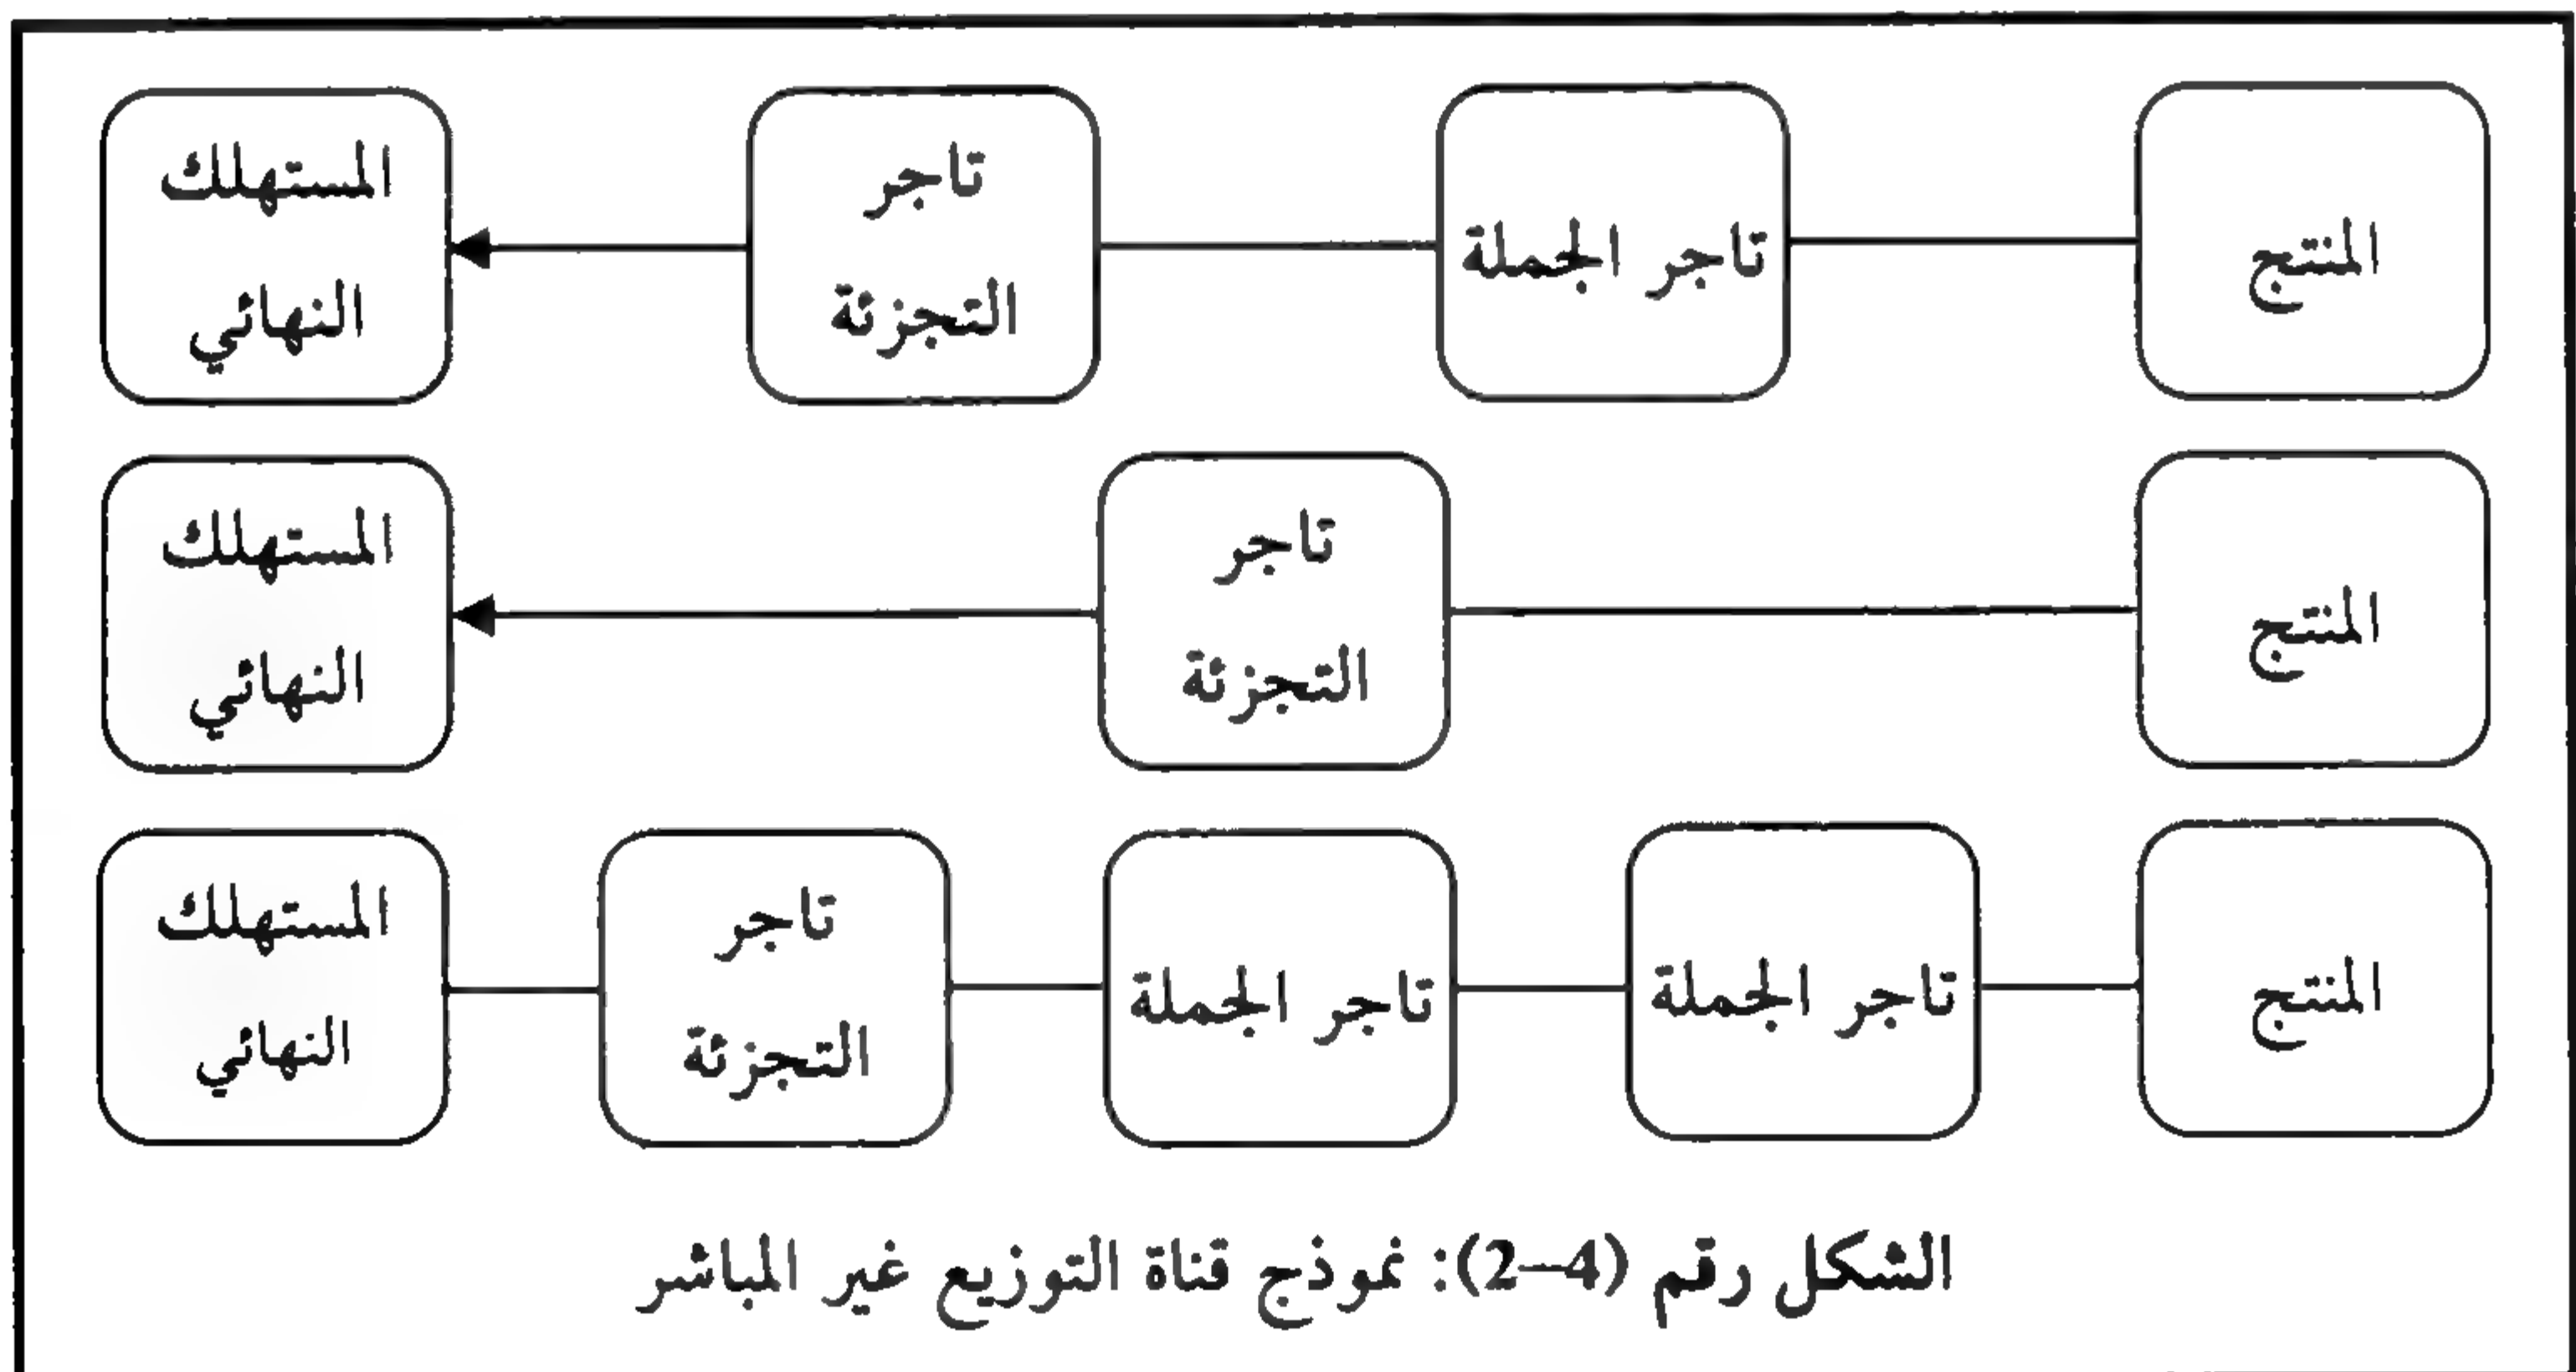 المنتج
تاجر الجملة
تاجر
التجزئة
المستهلك
النهائي
المنتج
تاجر
التجزئة
المستهلك
النهائي
المنتج
تاجر الجملة
تاجر الجملة
تاجر
التجزئة
المستهلك
النهائي
الشكل رقم (4–2): نموذج قناة التوزيع غير المباشر